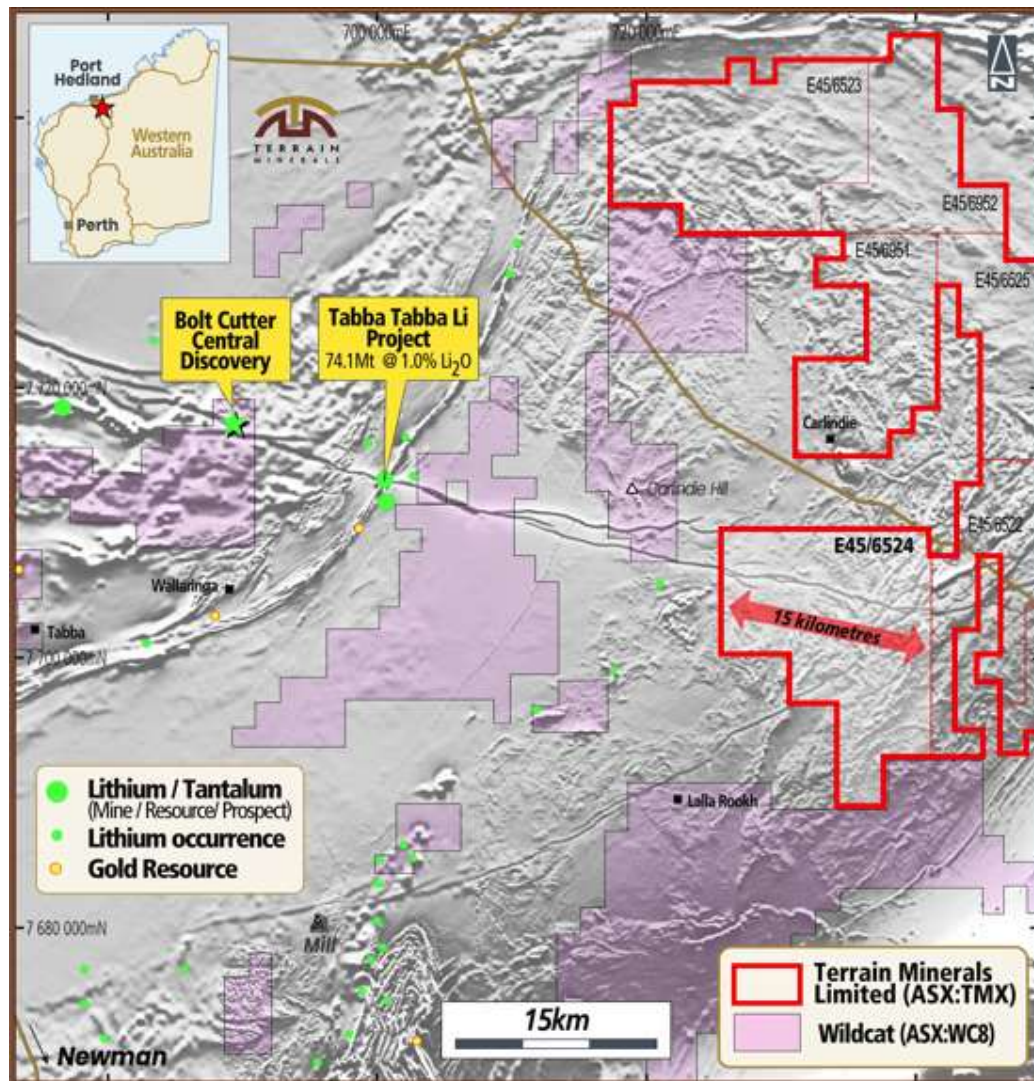 700 000mE
720 000mE
Port
Hedland
Western
Australia
Perth
TERRAIN
MINERALS
E45/6523
E45/6952
E45/6951
E45/6525
Bolt Cutter
Central
Discovery
Tabba Tabba Li
Project
74.1Mt @ 1.0% Li₂O
7 720 000mN
Carlindie
Carlindie Hill
E45/6522
E45/6524
Wallaringa
Tabba
15 kilometres
7 700 000mN
Lalla Rookh
Lithium / Tantalum
(Mine / Resource/ Prospect)
Lithium occurrence
Gold Resource
7 680 000mN
Mill
15km
Terrain Minerals
Limited (ASX:TMX)
Wildcat (ASX:WC8)
Newman
N